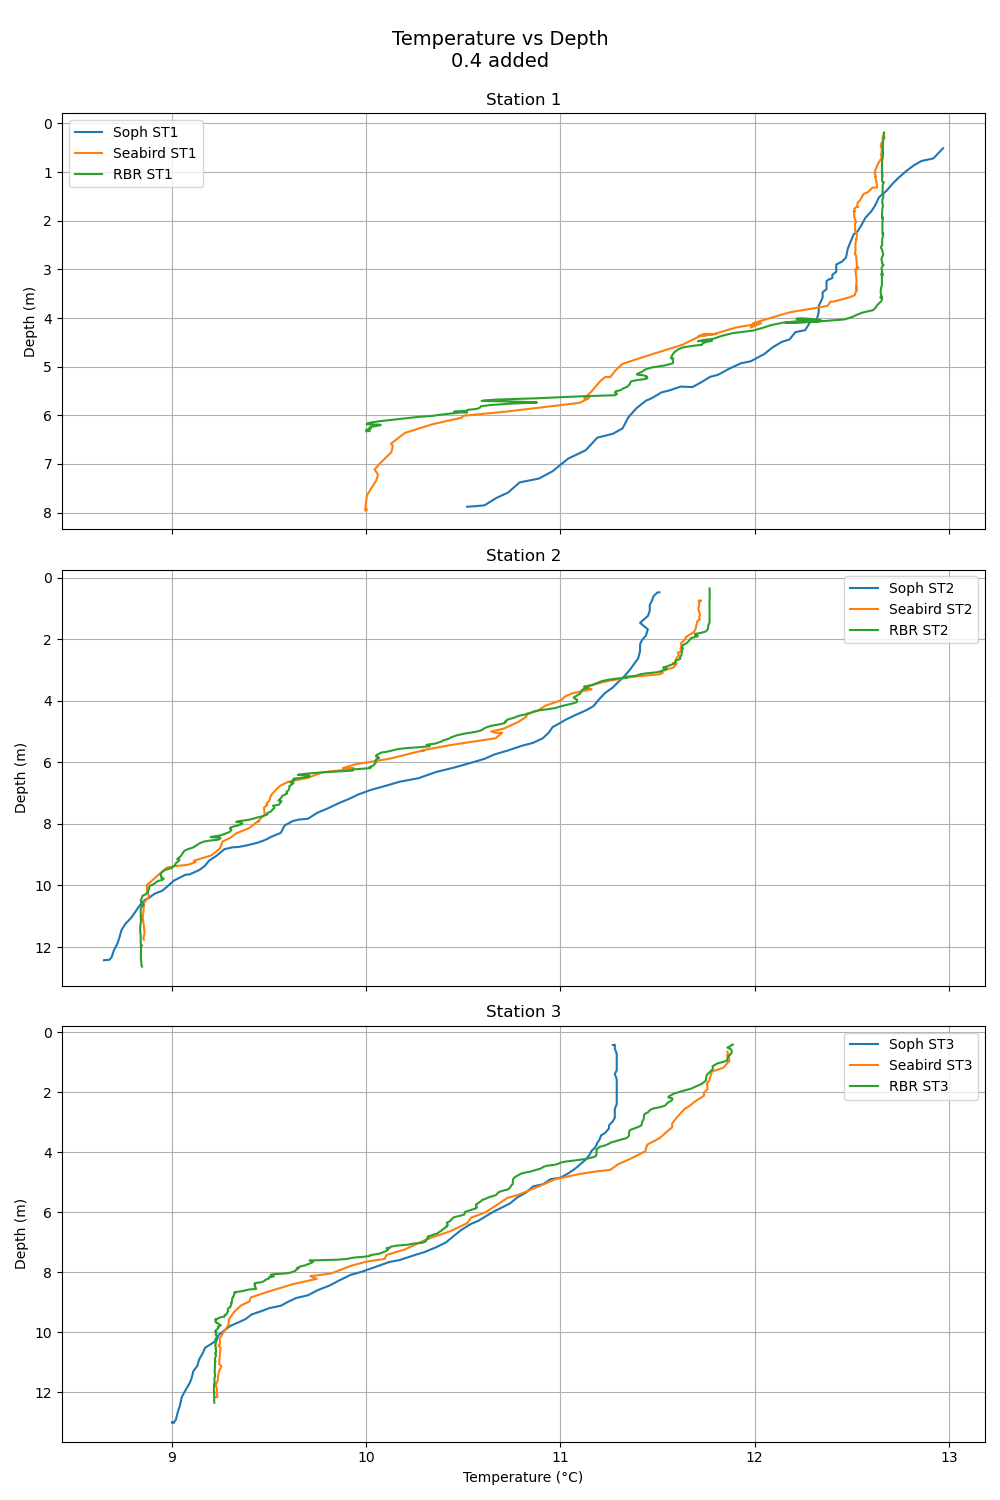 Temperature vs Depth
0.4 added
Station 1
Soph ST1
Seabird ST1
RBR ST1
0
1
2
3
4
5
6
7
8
Depth (m)
Station 2
Soph ST2
Seabird ST2
RBR ST2
0
2
4
6
8
10
12
Depth (m)
Station 3
Soph ST3
Seabird ST3
RBR ST3
0
2
4
6
8
10
12
Depth (m)
9 10 11 12 13
Temperature (°C)